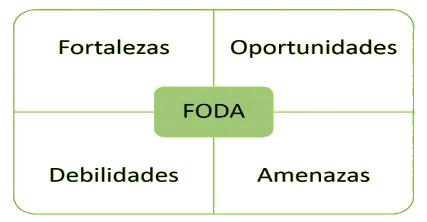 Fortalezas
Oportunidades
FODA
Debilidades
Amenazas